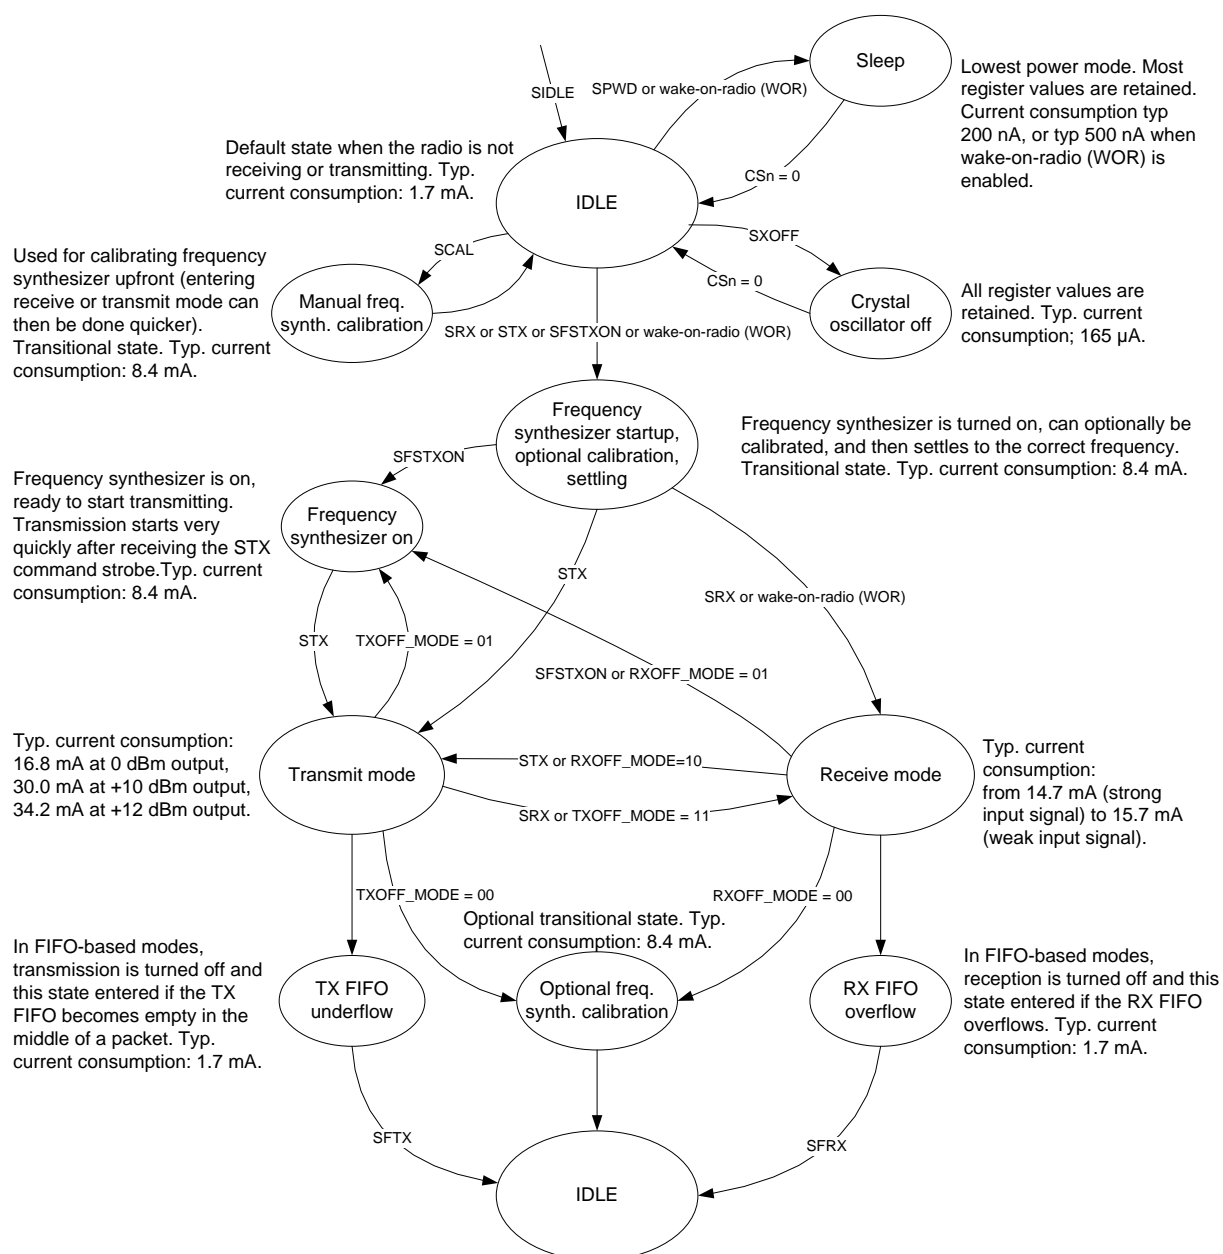 Sleep
Lowest power mode. Most
register values are retained.
Current consumption typ
200 nA, or typ 500 nA when
wake-on-radio (WOR) is
enabled.
SIDLE
SPWD or wake-on-radio (WOR)
Default state when the radio is not
receiving or transmitting. Typ.
current consumption: 1.7 mA.
CSn = 0
IDLE
SXOFF
SCAL
CSn = 0
Used for calibrating frequency
synthesizer upfront (entering
receive or transmit mode can
then be done quicker).
Transitional state. Typ. current
consumption: 8.4 mA.
Manual freq.
synth. calibration
Crystal
oscillator off
All register values are
retained. Typ. current
consumption; 165 µA.
SRX or STX or SFSTXON or wake-on-radio (WOR)
Frequency
synthesizer startup,
optional calibration,
settling
Frequency synthesizer is turned on, can optionally be
calibrated, and then settles to the correct frequency.
Transitional state. Typ. current consumption: 8.4 mA.
SFSTXON
Frequency synthesizer is on,
ready to start transmitting.
Transmission starts very
quickly after receiving the STX
command strobe.Typ. current
consumption: 8.4 mA.
Frequency
synthesizer on
STX
SRX or wake-on-radio (WOR)
STX
TXOFF_MODE = 01
SFSTXON or RXOFF_MODE = 01
Typ. current consumption:
16.8 mA at 0 dBm output,
30.0 mA at +10 dBm output,
34.2 mA at +12 dBm output.
Transmit mode
STX or RXOFF_MODE=10
SRX or TXOFF_MODE = 11
Receive mode
Typ. current
consumption:
from 14.7 mA (strong
input signal) to 15.7 mA
(weak input signal).
TXOFF_MODE = 00
RXOFF_MODE = 00
Optional transitional state. Typ.
current consumption: 8.4 mA.
In FIFO-based modes,
transmission is turned off and
this state entered if the TX
FIFO becomes empty in the
middle of a packet. Typ.
current consumption: 1.7 mA.
TX FIFO
underflow
Optional freq.
synth. calibration
RX FIFO
overflow
In FIFO-based modes,
reception is turned off and this
state entered if the RX FIFO
overflows. Typ. current
consumption: 1.7 mA.
SFTX
SFRX
IDLE